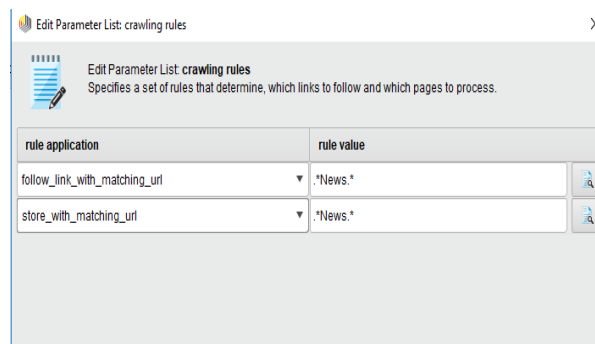 Edit Parameter List: crawling rules
Edit Parameter List: crawling rules
Specifies a set of rules that determine, which links to follow and which pages to process.
rule application rule value
follow_link_with_matching_url .*News.*
store_with_matching_url .*News.*